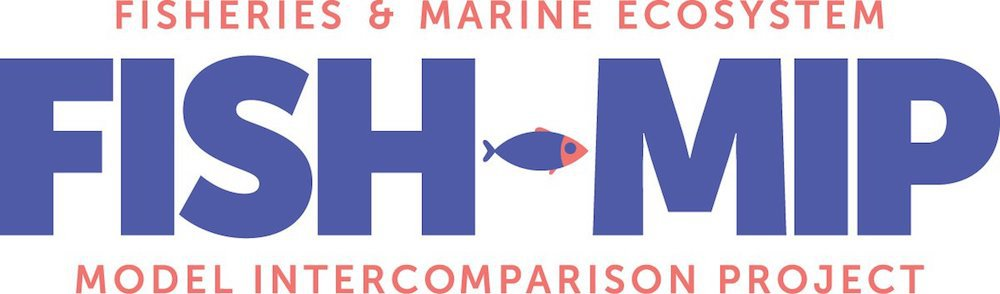 FISHERIES & MARINE ECOSYSTEM
FISH-MIP
MODEL INTERCOMPARISON PROJECT